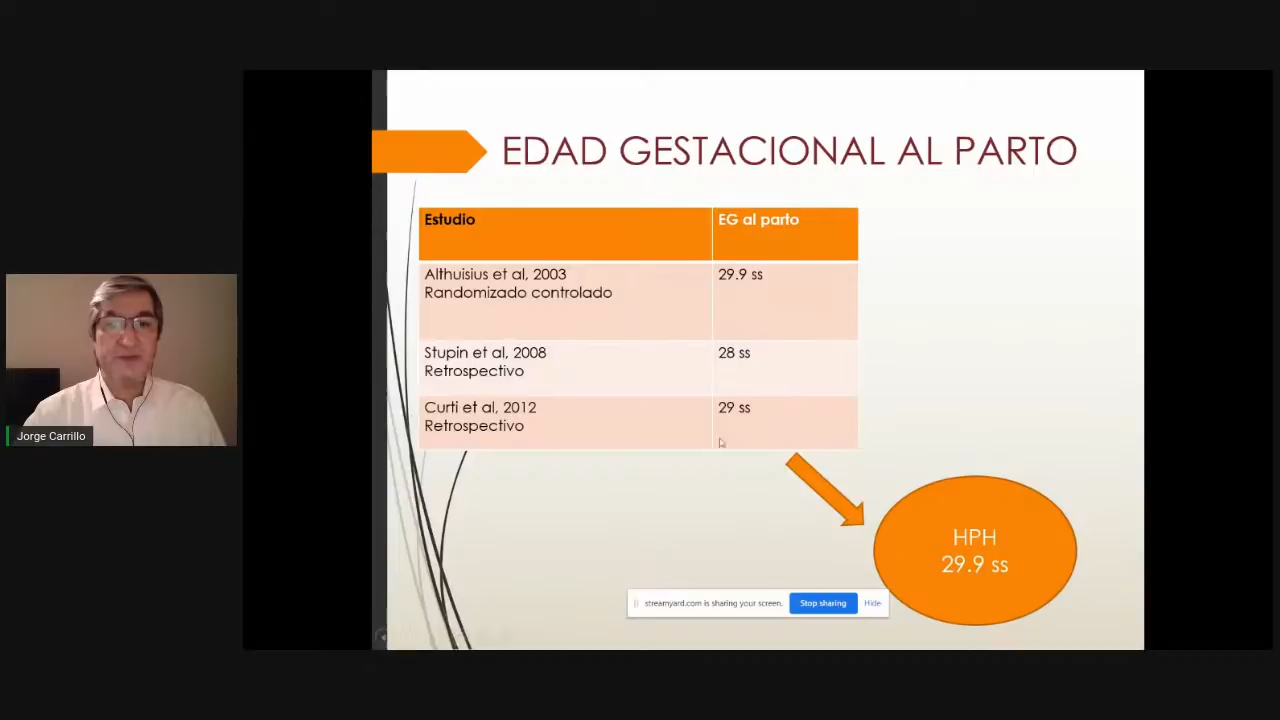 EDAD GESTACIONAL AL PARTO
Estudio
EG al parto
Althuisius et al, 2003
Randomizado controlado
29.9 ss
Stupin et al, 2008
Retrospectivo
28 ss
Curti et al, 2012
Retrospectivo
29 ss
HPH
29.9 ss
Jorge Carrillo
streamyard.com is sharing your screen.
Stop sharing
Hide